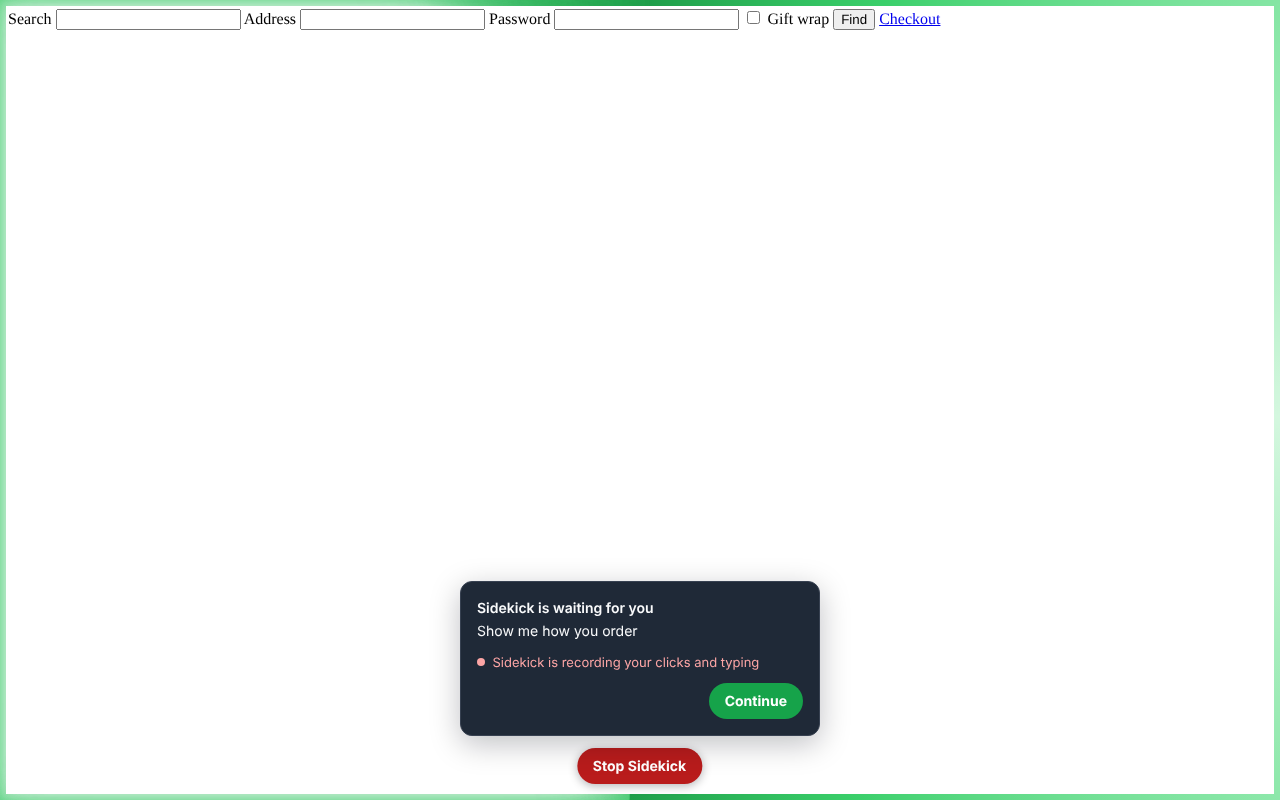 Search Address Password Gift wrap Find Checkout
Sidekick is waiting for you
Show me how you order
Sidekick is recording your clicks and typing
Continue
Stop Sidekick